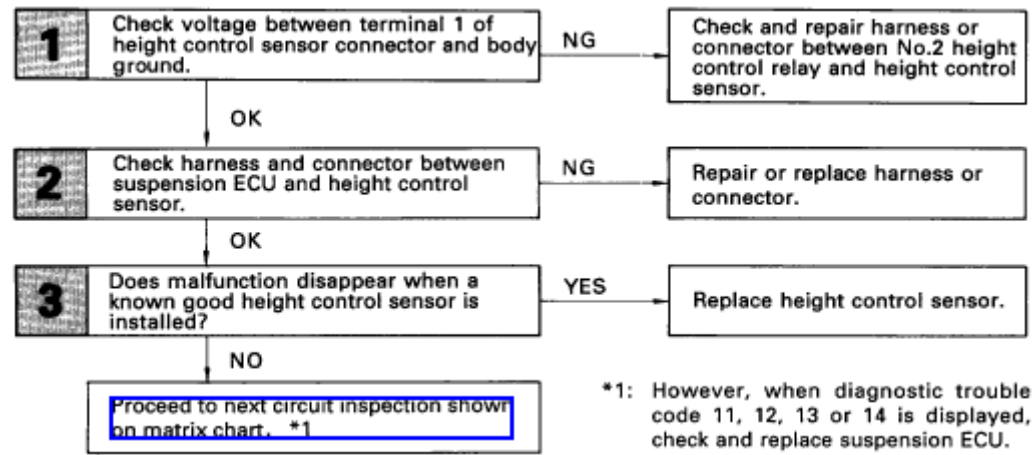 1
Check voltage between terminal 1 of
height control sensor connector and body
ground.
NG
Check and repair harness or
connector between No.2 height
control relay and height control
sensor.
OK
2
Check harness and connector between
suspension ECU and height control
sensor.
NG
Repair or replace harness or
connector.
OK
3
Does malfunction disappear when a
known good height control sensor is
installed?
YES
Replace height control sensor.
NO
Proceed to next circuit inspection shown
on matrix chart. *1
*1: However, when diagnostic trouble
code 11, 12, 13 or 14 is displayed,
check and replace suspension ECU.